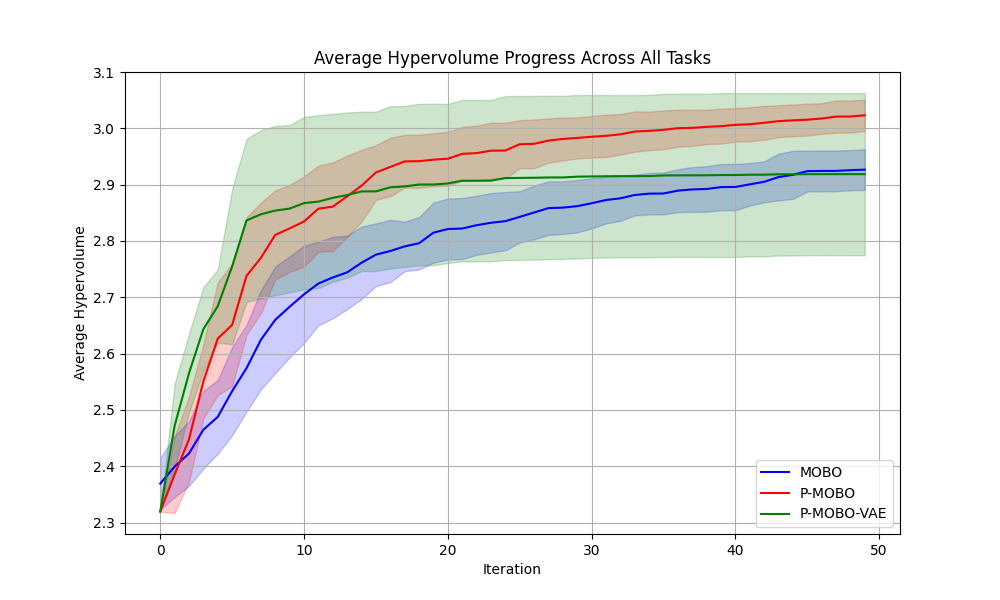 Average Hypervolume Progress Across All Tasks
3.1
3.0
2.9
2.8
2.7
2.6
2.5
2.4
2.3
Average Hypervolume
0
10
20
30
40
50
Iteration
MOBO
P-MOBO
P-MOBO-VAE